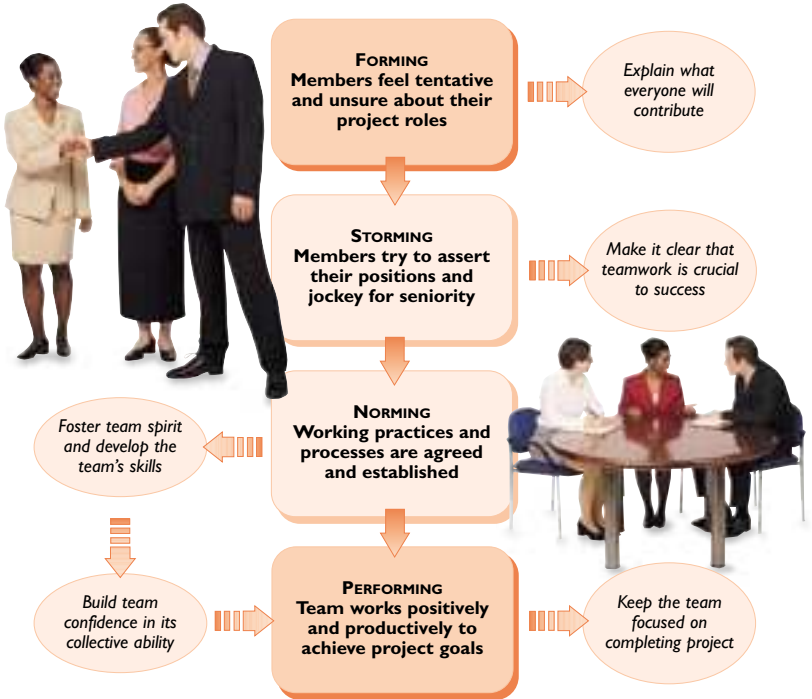 FORMING
Members feel tentative
and unsure about their
project roles
Explain what
everyone will
contribute
STORMING
Members try to assert
their positions and
jockey for seniority
Make it clear that
teamwork is crucial
to success
NORMING
Working practices and
processes are agreed
and established
Foster team spirit
and develop the
team’s skills
Build team
confidence in its
collective ability
PERFORMING
Team works positively
and productively to
achieve project goals
Keep the team
focused on
completing project